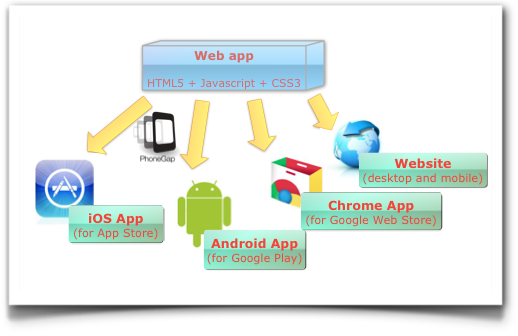 Web app
HTML5 + Javascript + CSS3
PhoneGap
Website
(desktop and mobile)
iOS App
(for App Store)
Chrome App
(for Google Web Store)
Android App
(for Google Play)